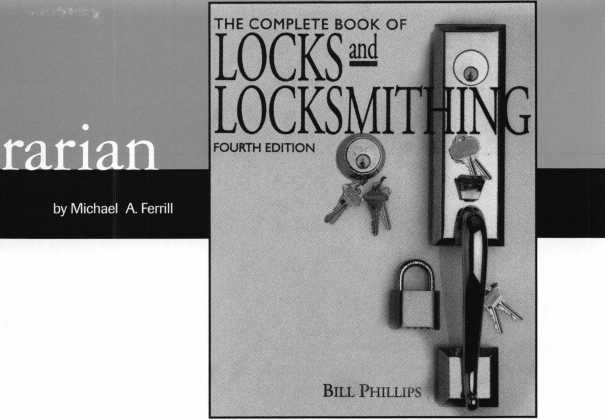 rarian
by Michael A. Ferrill
THE COMPLETE BOOK OF
LOCKS and
LOCKSMITHING
FOURTH EDITION
BILL PHILLIPS